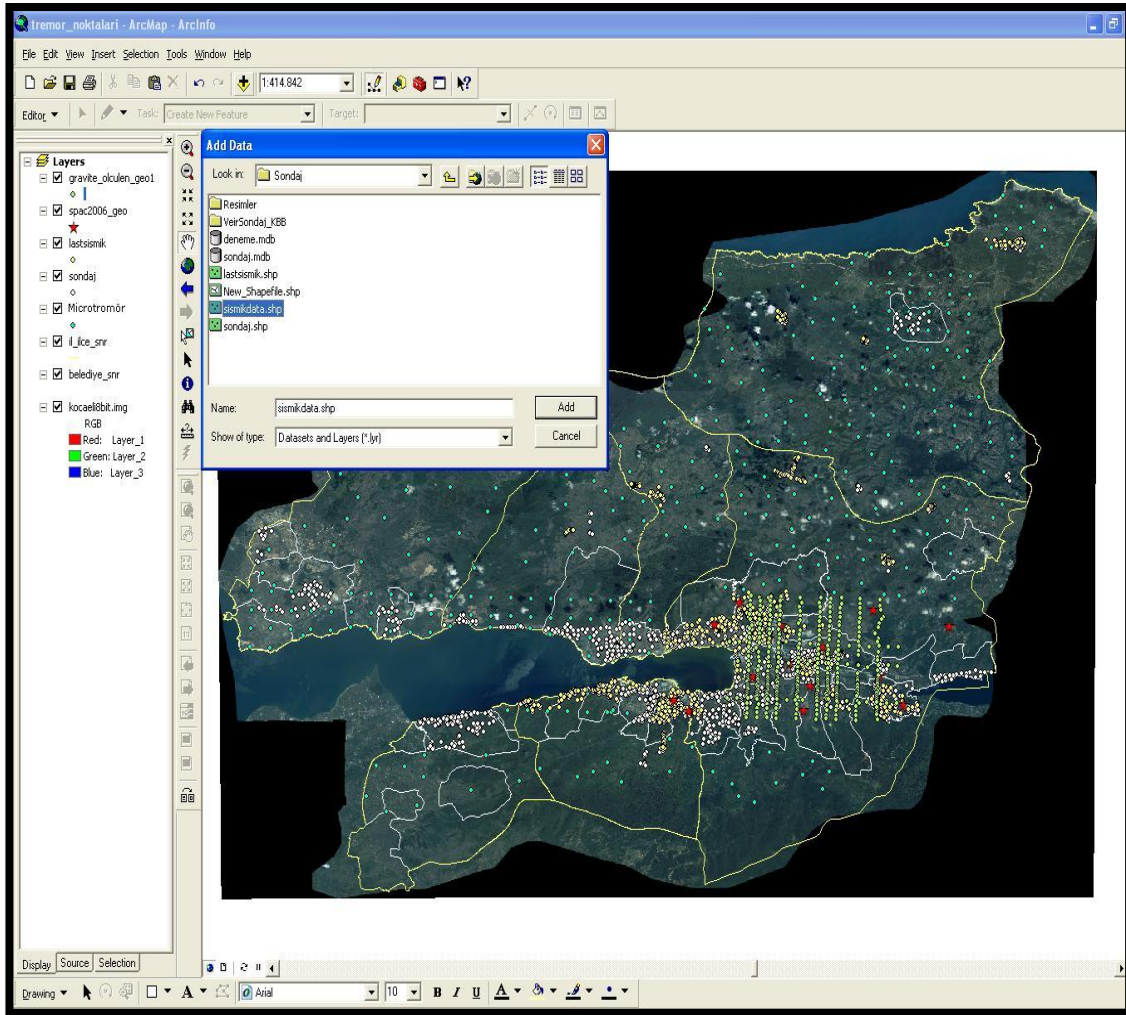 tremor_noktalari - ArcMap - ArcInfo
File Edit View Insert Selection Tools Window Help
1:414.842
Editor Task: Create New Feature Target:
Layers
gravite_olculen_geo1
spac2006_geo
lastsismik
sondaj
Microtromör
il_ilce_snr
belediye_snr
kocaeli8bit.img
RGB
Red: Layer_1
Green: Layer_2
Blue: Layer_3
Add Data
Look in: Sondaj
Resimler
VeirSondaj_KBB
deneme.mdb
sondaj.mdb
lastsismik.shp
New_Shapefile.shp
sismikdata.shp
sondaj.shp
Name: sismikdata.shp Add
Show of type: Datasets and Layers (*.lyr) Cancel
Display Source Selection
Drawing A Arial 10 B I U A